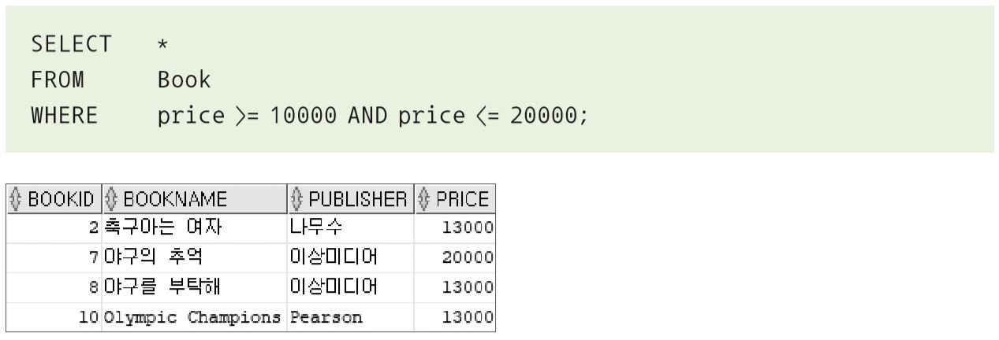 SELECT *
FROM Book
WHERE price >= 10000 AND price <= 20000;
BOOKID BOOKNAME PUBLISHER PRICE
2 축구아는 여자 나무수 13000
7 야구의 추억 이상미디어 20000
8 야구를 부탁해 이상미디어 13000
10 Olympic Champions Pearson 13000